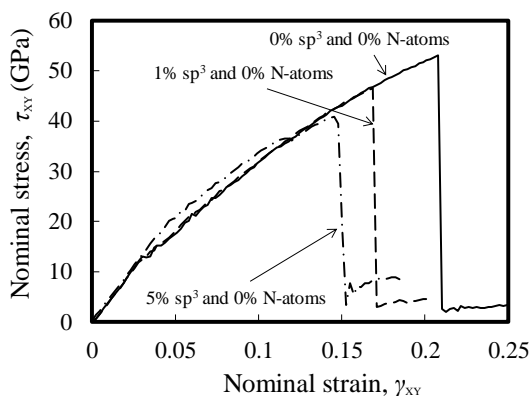 60
50
40
30
20
10
0
Nominal stress, τXY (GPa)
0% sp³ and 0% N-atoms
1% sp³ and 0% N-atoms
5% sp³ and 0% N-atoms
0 0.05 0.1 0.15 0.2 0.25
Nominal strain, γXY